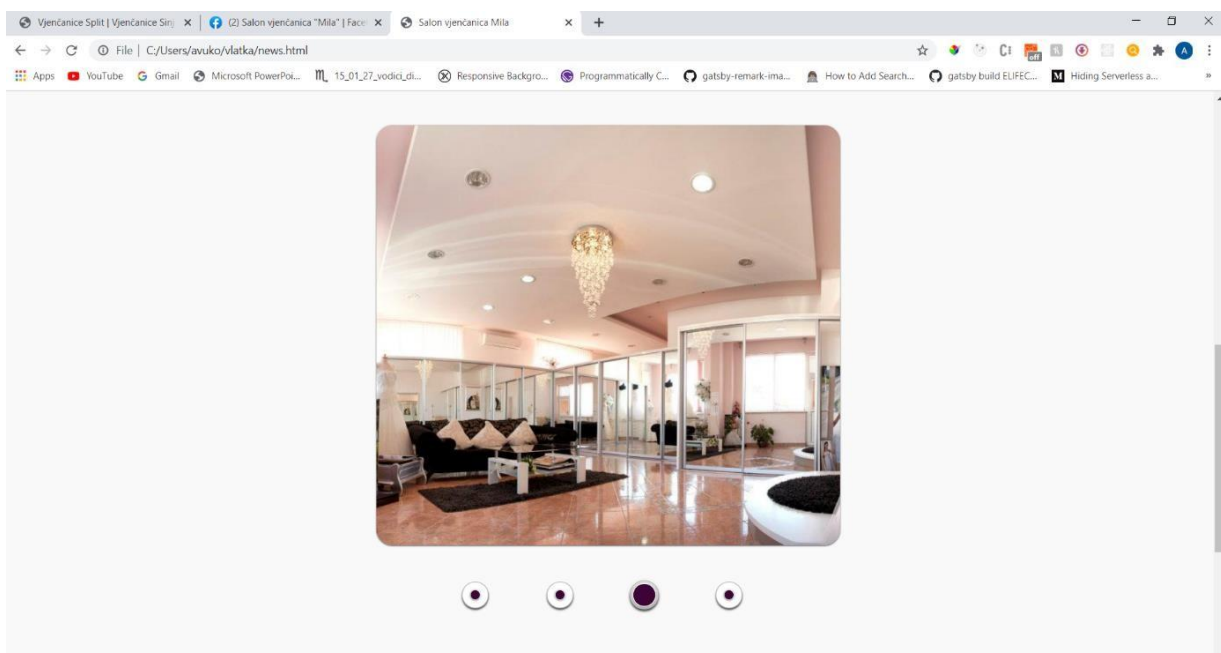 Vjenčanice Split | Vjenčanice Sinj
(2) Salon vjenčanica "Mila" | Face
Salon vjenčanica Mila
File | C:/Users/avuko/vlatka/news.html
off
A
Apps
YouTube
Gmail
Microsoft PowerPoi...
15_01_27_vodici_di...
Responsive Backgro...
Programmatically C...
gatsby-remark-ima...
How to Add Search...
gatsby build ELIFEC...
Hiding Serverless a...